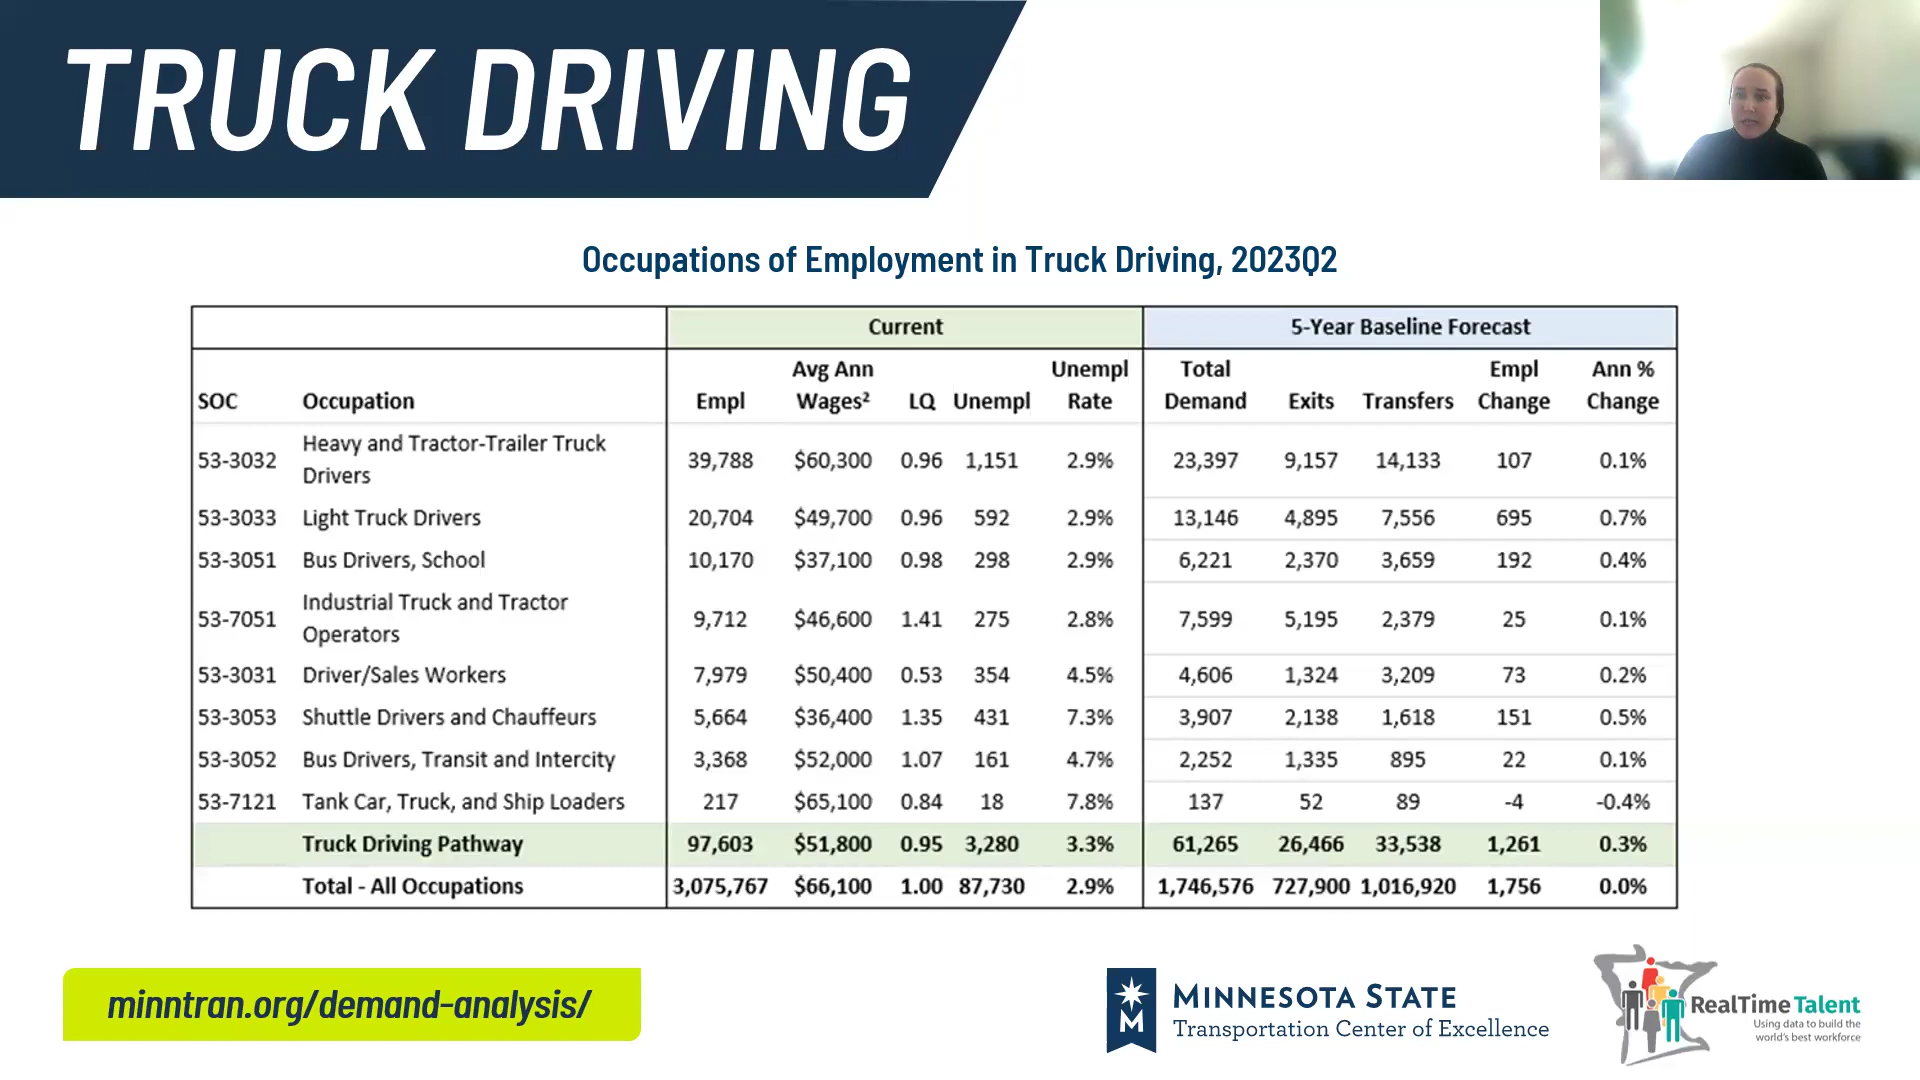 TRUCK DRIVING
Occupations of Employment in Truck Driving, 2023Q2
Current 5-Year Baseline Forecast
SOC Occupation Empl Avg Ann Wages² LQ Unempl Unempl Rate Total Demand Exits Transfers Empl Change Ann % Change
53-3032 Heavy and Tractor-Trailer Truck Drivers 39,788 $60,300 0.96 1,151 2.9% 23,397 9,157 14,133 107 0.1%
53-3033 Light Truck Drivers 20,704 $49,700 0.96 592 2.9% 13,146 4,895 7,556 695 0.7%
53-3051 Bus Drivers, School 10,170 $37,100 0.98 298 2.9% 6,221 2,370 3,659 192 0.4%
53-7051 Industrial Truck and Tractor Operators 9,712 $46,600 1.41 275 2.8% 7,599 5,195 2,379 25 0.1%
53-3031 Driver/Sales Workers 7,979 $50,400 0.53 354 4.5% 4,606 1,324 3,209 73 0.2%
53-3053 Shuttle Drivers and Chauffeurs 5,664 $36,400 1.35 431 7.3% 3,907 2,138 1,618 151 0.5%
53-3052 Bus Drivers, Transit and Intercity 3,368 $52,000 1.07 161 4.7% 2,252 1,335 895 22 0.1%
53-7121 Tank Car, Truck, and Ship Loaders 217 $65,100 0.84 18 7.8% 137 52 89 -4 -0.4%
Truck Driving Pathway 97,603 $51,800 0.95 3,280 3.3% 61,265 26,466 33,538 1,261 0.3%
Total - All Occupations 3,075,767 $66,100 1.00 87,730 2.9% 1,746,576 727,900 1,016,920 1,756 0.0%
minntran.org/demand-analysis/
M
MINNESOTA STATE
Transportation Center of Excellence
RealTime Talent
Using data to build the
world's best workforce